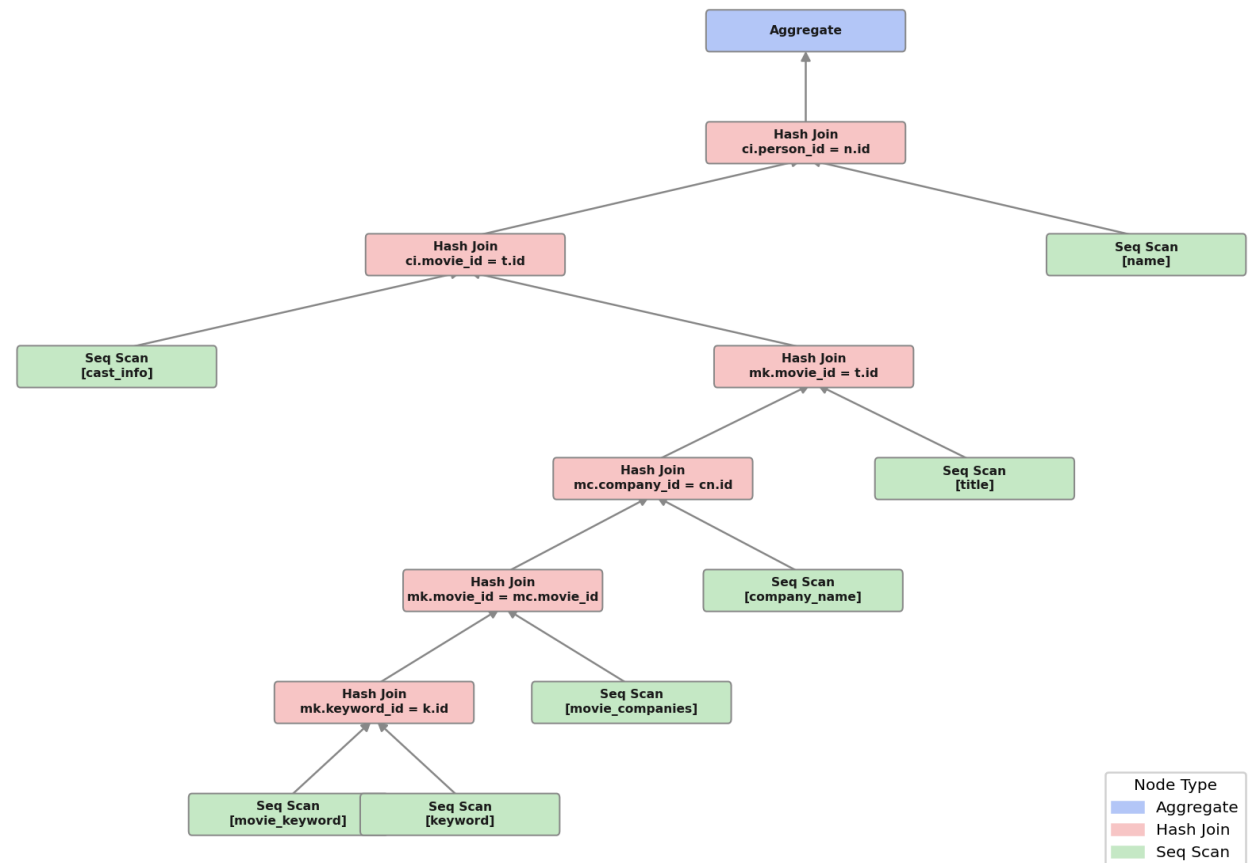 Aggregate
Hash Join
ci.person_id = n.id
Hash Join
ci.movie_id = t.id
Seq Scan
[name]
Seq Scan
[cast_info]
Hash Join
mk.movie_id = t.id
Hash Join
mc.company_id = cn.id
Seq Scan
[title]
Hash Join
mk.movie_id = mc.movie_id
Seq Scan
[company_name]
Hash Join
mk.keyword_id = k.id
Seq Scan
[movie_companies]
Seq Scan
[movie_keyword]
Seq Scan
[keyword]
Node Type
Aggregate
Hash Join
Seq Scan